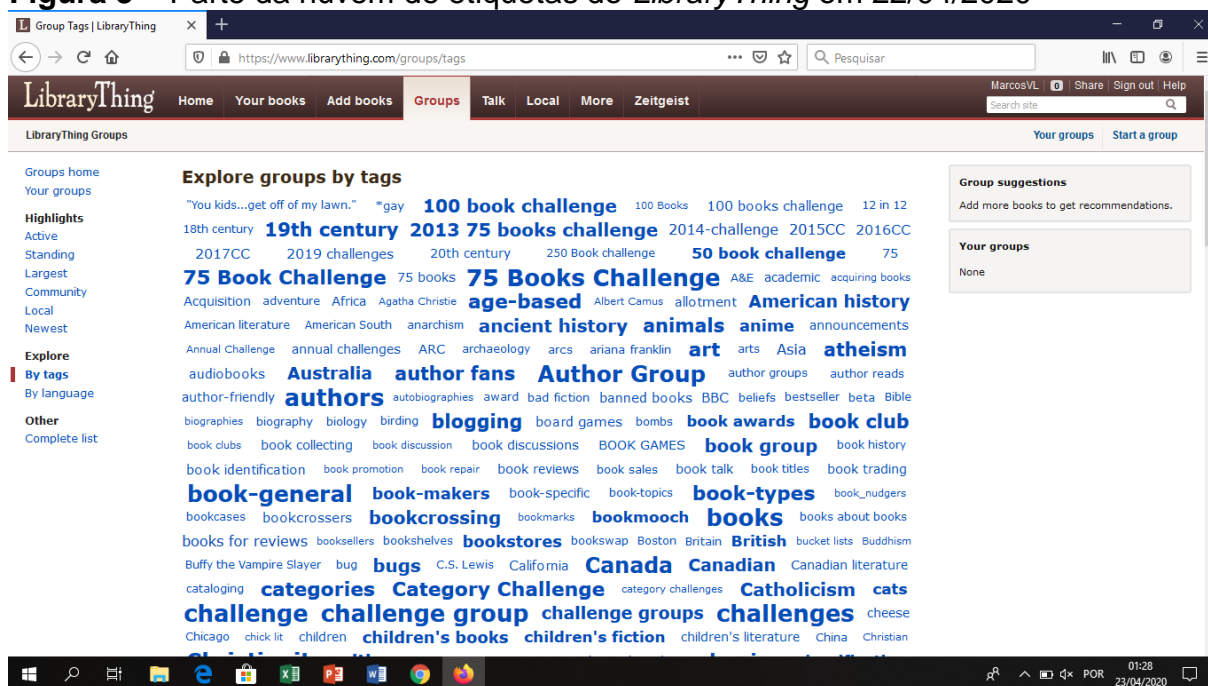 Group Tags | LibraryThing
https://www.librarything.com/groups/tags
Pesquisar
LibraryThing
Home Your books Add books Groups Talk Local More Zeitgeist
MarcosVL 0 Share Sign out Help
Search site
LibraryThing Groups
Your groups Start a group
Groups home
Your groups
Highlights
Active
Standing
Largest
Community
Local
Newest
Explore
By tags
By language
Other
Complete list
Explore groups by tags
"You kids...get off of my lawn." *gay 100 book challenge 100 Books 100 books challenge 12 in 12
18th century 19th century 2013 75 books challenge 2014-challenge 2015CC 2016CC
2017CC 2019 challenges 20th century 250 Book challenge 50 book challenge 75
75 Book Challenge 75 books 75 Books Challenge A&E academic acquiring books
Acquisition adventure Africa Agatha Christie age-based Albert Camus allotment American history
American literature American South anarchism ancient history animals anime announcements
Annual Challenge annual challenges ARC archaeology arcs ariana franklin art arts Asia atheism
audiobooks Australia author fans Author Group author groups author reads
author-friendly authors autobiographies award bad fiction banned books BBC beliefs bestseller beta Bible
biographies biography biology birding blogging board games bombs book awards book club
book clubs book collecting book discussion book discussions BOOK GAMES book group book history
book identification book promotion book repair book reviews book sales book talk book titles book trading
book-general book-makers book-specific book-topics book-types book_nudgers
bookcases bookcrossers bookcrossing bookmarks bookmooch books books about books
books for reviews booksellers bookshelves bookstores bookswap Boston Britain British bucket lists Buddhism
Buffy the Vampire Slayer bug bugs C.S. Lewis California Canada Canadian Canadian literature
cataloging categories Category Challenge category challenges Catholicism cats
challenge challenge group challenge groups challenges cheese
Chicago chick lit children children's books children's fiction children's literature China Christian
Group suggestions
Add more books to get recommendations.
Your groups
None
POR
01:28
23/04/2020